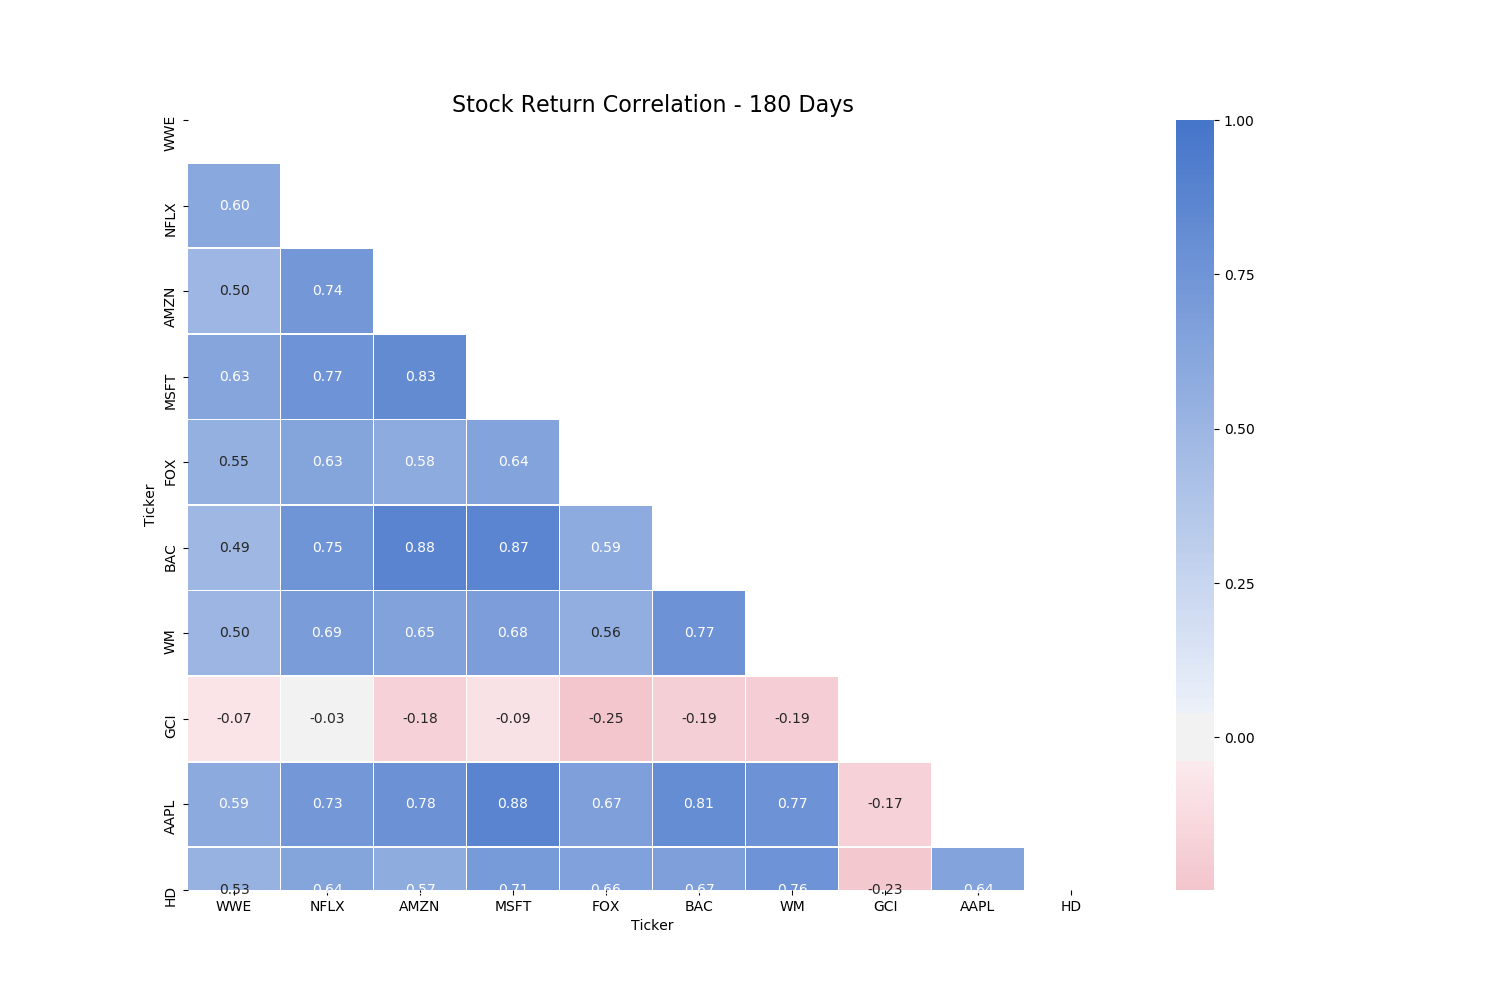 Stock Return Correlation - 180 Days
WWE
NFLX 0.60
AMZN 0.50 0.74
MSFT 0.63 0.77 0.83
FOX 0.55 0.63 0.58 0.64
BAC 0.49 0.75 0.88 0.87 0.59
WM 0.50 0.69 0.65 0.68 0.56 0.77
GCI -0.07 -0.03 -0.18 -0.09 -0.25 -0.19 -0.19
AAPL 0.59 0.73 0.78 0.88 0.67 0.81 0.77 -0.17
HD 0.53 0.64 0.57 0.71 0.66 0.67 0.76 -0.23 0.64
WWE NFLX AMZN MSFT FOX BAC WM GCI AAPL HD
Ticker
Ticker
1.00
0.75
0.50
0.25
0.00